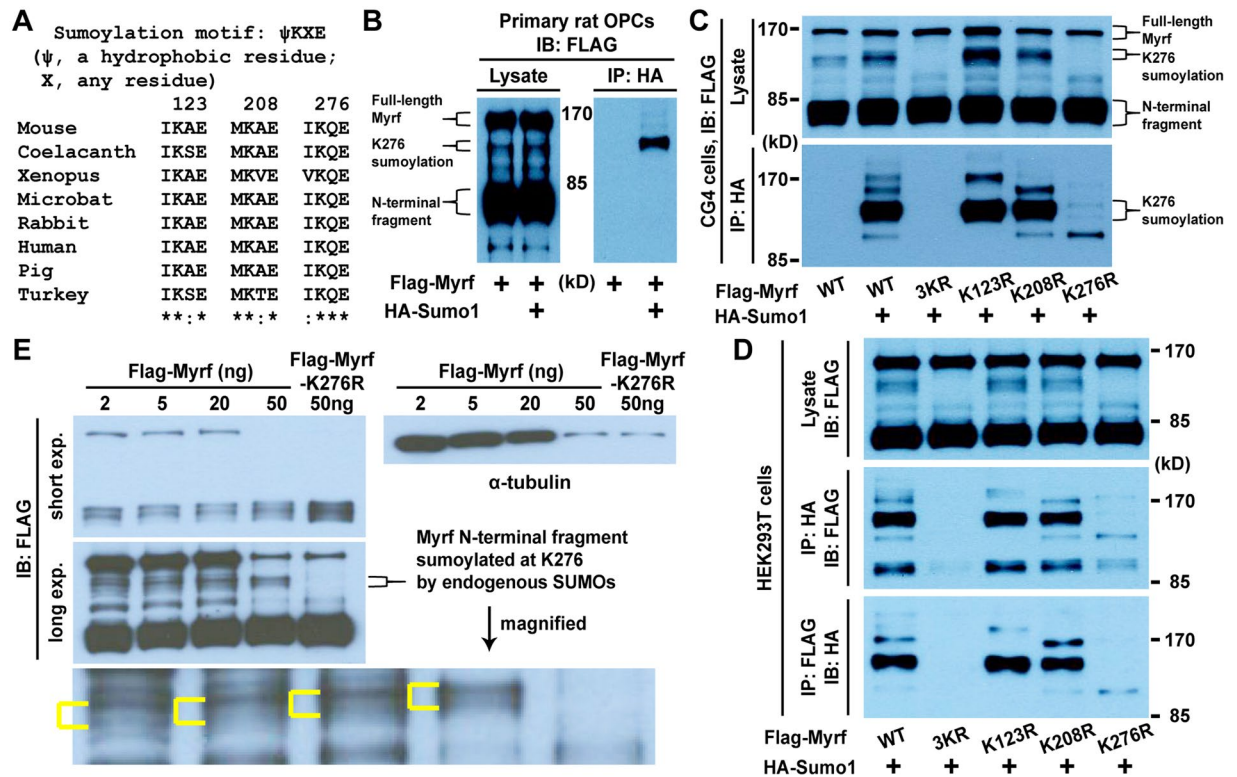 A
Sumoylation motif: ψKXE
(ψ, a hydrophobic residue;
X, any residue)
123 208 276
Mouse IKAE MKAE IKQE
Coelacanth IKSE MKAE IKQE
Xenopus IKAE MKVE VKQE
Microbat IKAE MKAE IKQE
Rabbit IKAE MKAE IKQE
Human IKAE MKAE IKQE
Pig IKAE MKAE IKQE
Turkey IKSE MKTE IKQE
**:* **:* :***
B
Primary rat OPCs
IB: FLAG
Lysate IP: HA
Full-length
Myrf
K276
sumoylation
N-terminal
fragment
170
85
Flag-Myrf + + (kD) + +
HA-Sumo1 + +
C
CG4 cells, IB: FLAG
Lysate
IP: HA
170
85
(kD)
170
85
Full-length
Myrf
K276
sumoylation
N-terminal
fragment
K276
sumoylation
Flag-Myrf WT WT 3KR K123R K208R K276R
HA-Sumo1 + + + + +
D
HEK293T cells
Lysate
IB: FLAG
IP: HA
IB: FLAG
IP: FLAG
IB: HA
170
85
(kD)
170
85
170
85
Flag-Myrf WT 3KR K123R K208R K276R
HA-Sumo1 + + + + +
E
Flag-Myrf (ng)
Flag-Myrf
-K276R
2 5 20 50 50ng
Flag-Myrf (ng)
Flag-Myrf
-K276R
2 5 20 50 50ng
IB: FLAG
short exp.
long exp.
α-tubulin
Myrf N-terminal fragment
sumoylated at K276
by endogenous SUMOs
magnified